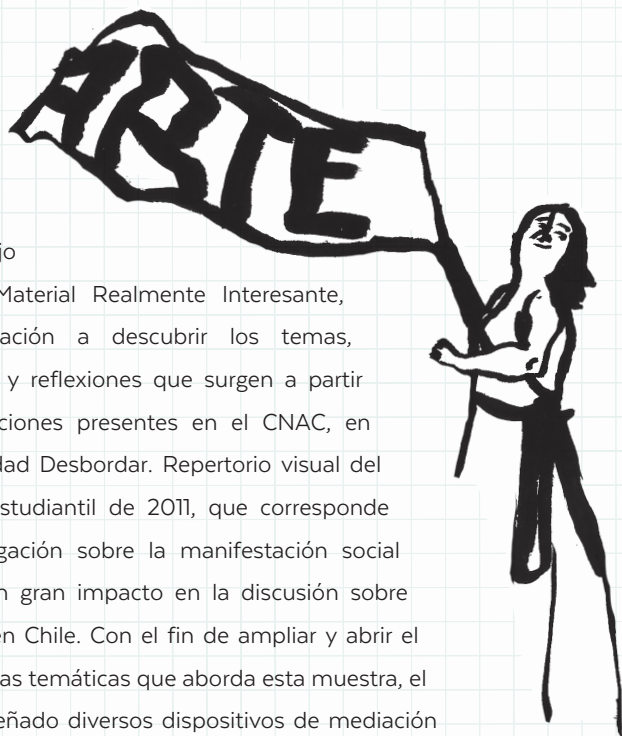 ARTE
jo
Material Realmente Interesante,
ación a descubrir los temas,
y reflexiones que surgen a partir
ciones presentes en el CNAC, en
dad Desbordar. Repertorio visual del
studiantil de 2011, que corresponde
gación sobre la manifestación social
n gran impacto en la discusión sobre
en Chile. Con el fin de ampliar y abrir el
as temáticas que aborda esta muestra, el
eñado diversos dispositivos de mediación